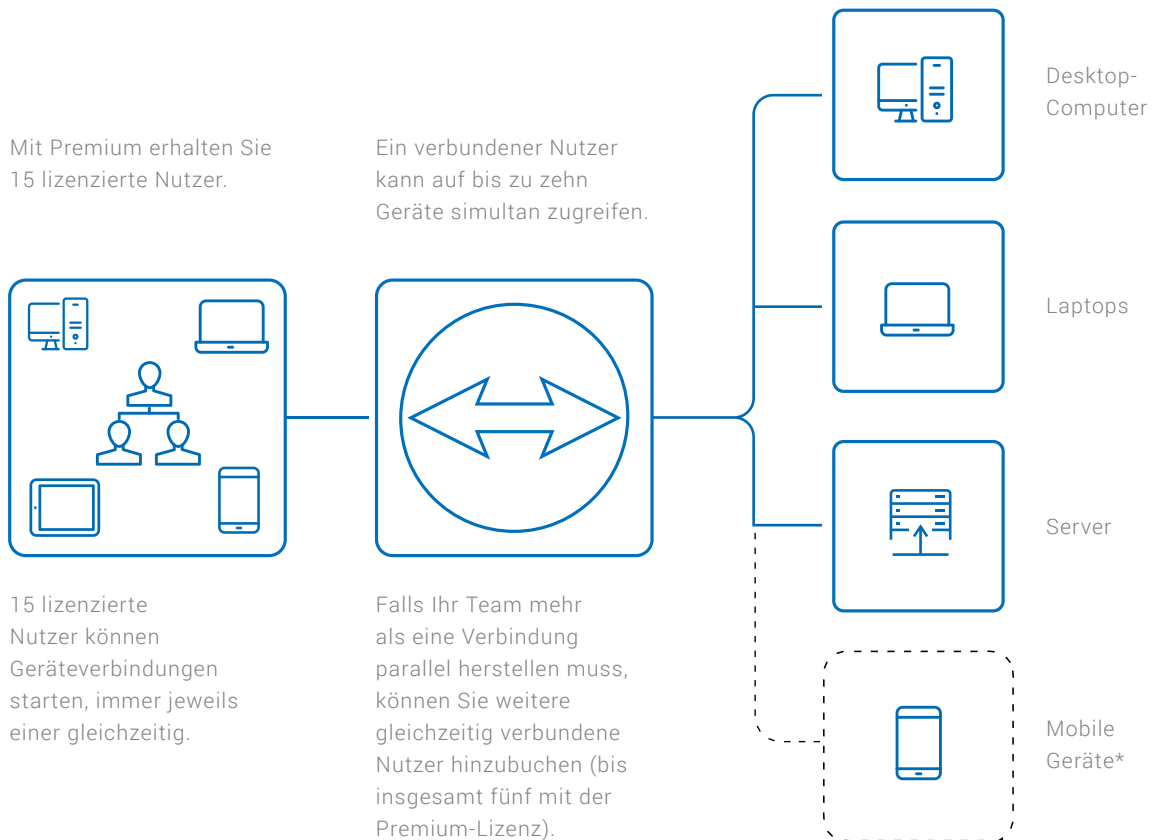 Mit Premium erhalten Sie
15 lizenzierte Nutzer.
Ein verbundener Nutzer
kann auf bis zu zehn
Geräte simultan zugreifen.
Desktop-
Computer
Laptops
Server
15 lizenzierte
Nutzer können
Geräteverbindungen
starten, immer jeweils
einer gleichzeitig.
Falls Ihr Team mehr
als eine Verbindung
parallel herstellen muss,
können Sie weitere
gleichzeitig verbundene
Nutzer hinzubuchen (bis
insgesamt fünf mit der
Premium-Lizenz).
Mobile
Geräte*